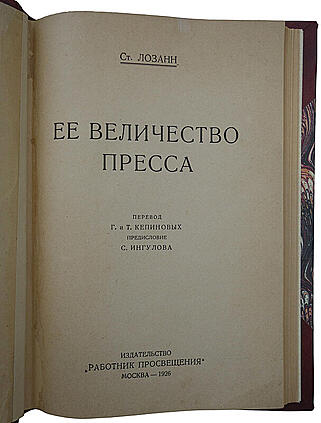 Ст. ЛОЗАНН
ЕЕ ВЕЛИЧЕСТВО
ПРЕССА
ПЕРЕВОД
Г. и Т. КЕПИНОВЫХ
ПРЕДИСЛОВИЕ
С. ИНГУЛОВА
ИЗДАТЕЛЬСТВО
„РАБОТНИК ПРОСВЕЩЕНИЯ"
МОСКВА — 1926